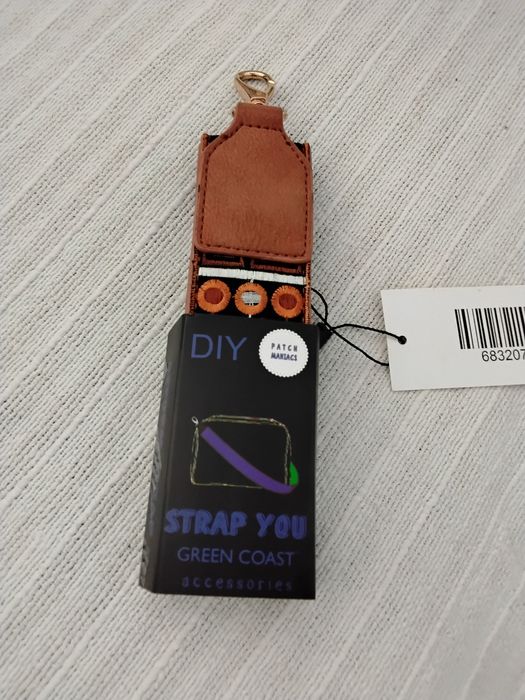 DIY
PATCH
MANIACS
STRAP YOU
GREEN COAST
accessories
683207